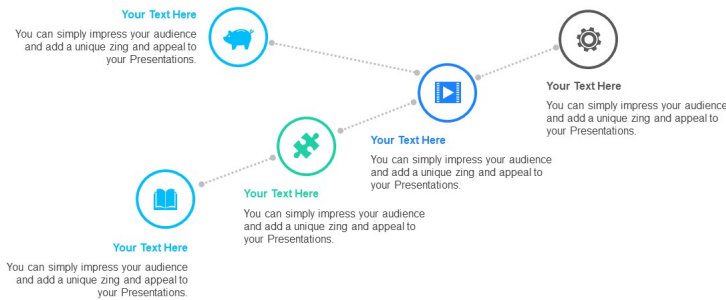 Your Text Here
You can simply impress your audience
and add a unique zing and appeal to
your Presentations.
Your Text Here
You can simply impress your audience
and add a unique zing and appeal to
your Presentations.
Your Text Here
You can simply impress your audience
and add a unique zing and appeal to
your Presentations.
Your Text Here
You can simply impress your audience
and add a unique zing and appeal to
your Presentations.
Your Text Here
You can simply impress your audience
and add a unique zing and appeal to
your Presentations.